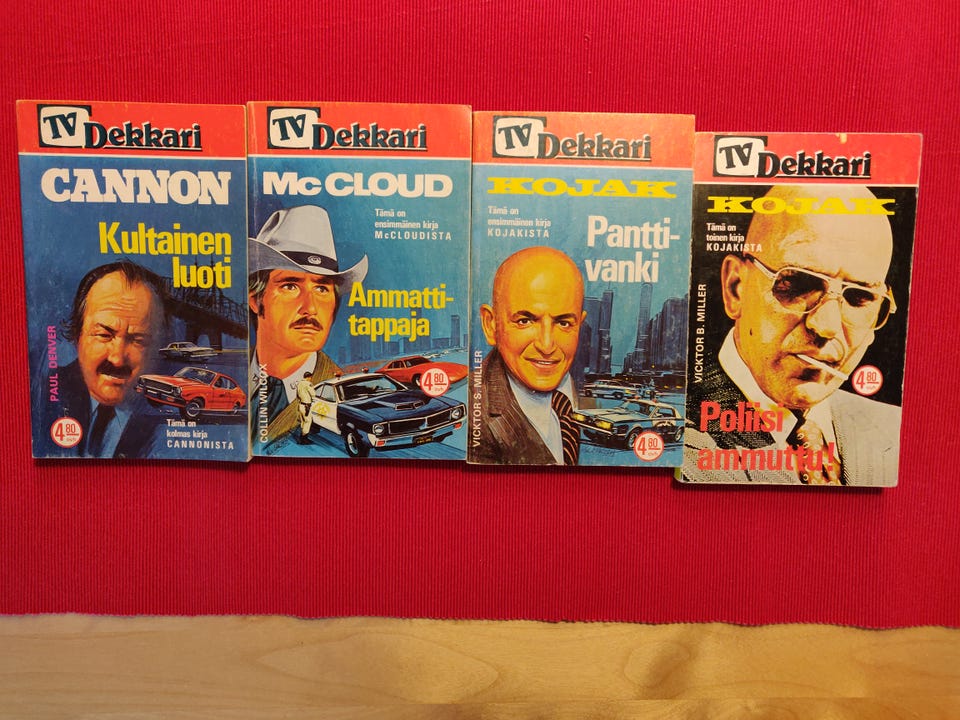 TV Dekkari
CANNON
Kultainen
luoti
PAUL DENVER
Tämä on
kolmas kirja
CANNONISTA
4 80
TV Dekkari
McCLOUD
Tämä on
ensimmäinen kirja
McCLOUDISTA
Ammatti-
tappaja
COLLIN WILCOX
4 80
TV Dekkari
KOJAK
Tämä on
ensimmäinen kirja
KOJAKISTA
Pantti-
vanki
VICKTOR S. MILLER
4 80
TV Dekkari
KOJAK
Tämä on
toinen kirja
KOJAKISTA
VICKTOR B. MILLER
4 80
Poliisi
ammuttu!